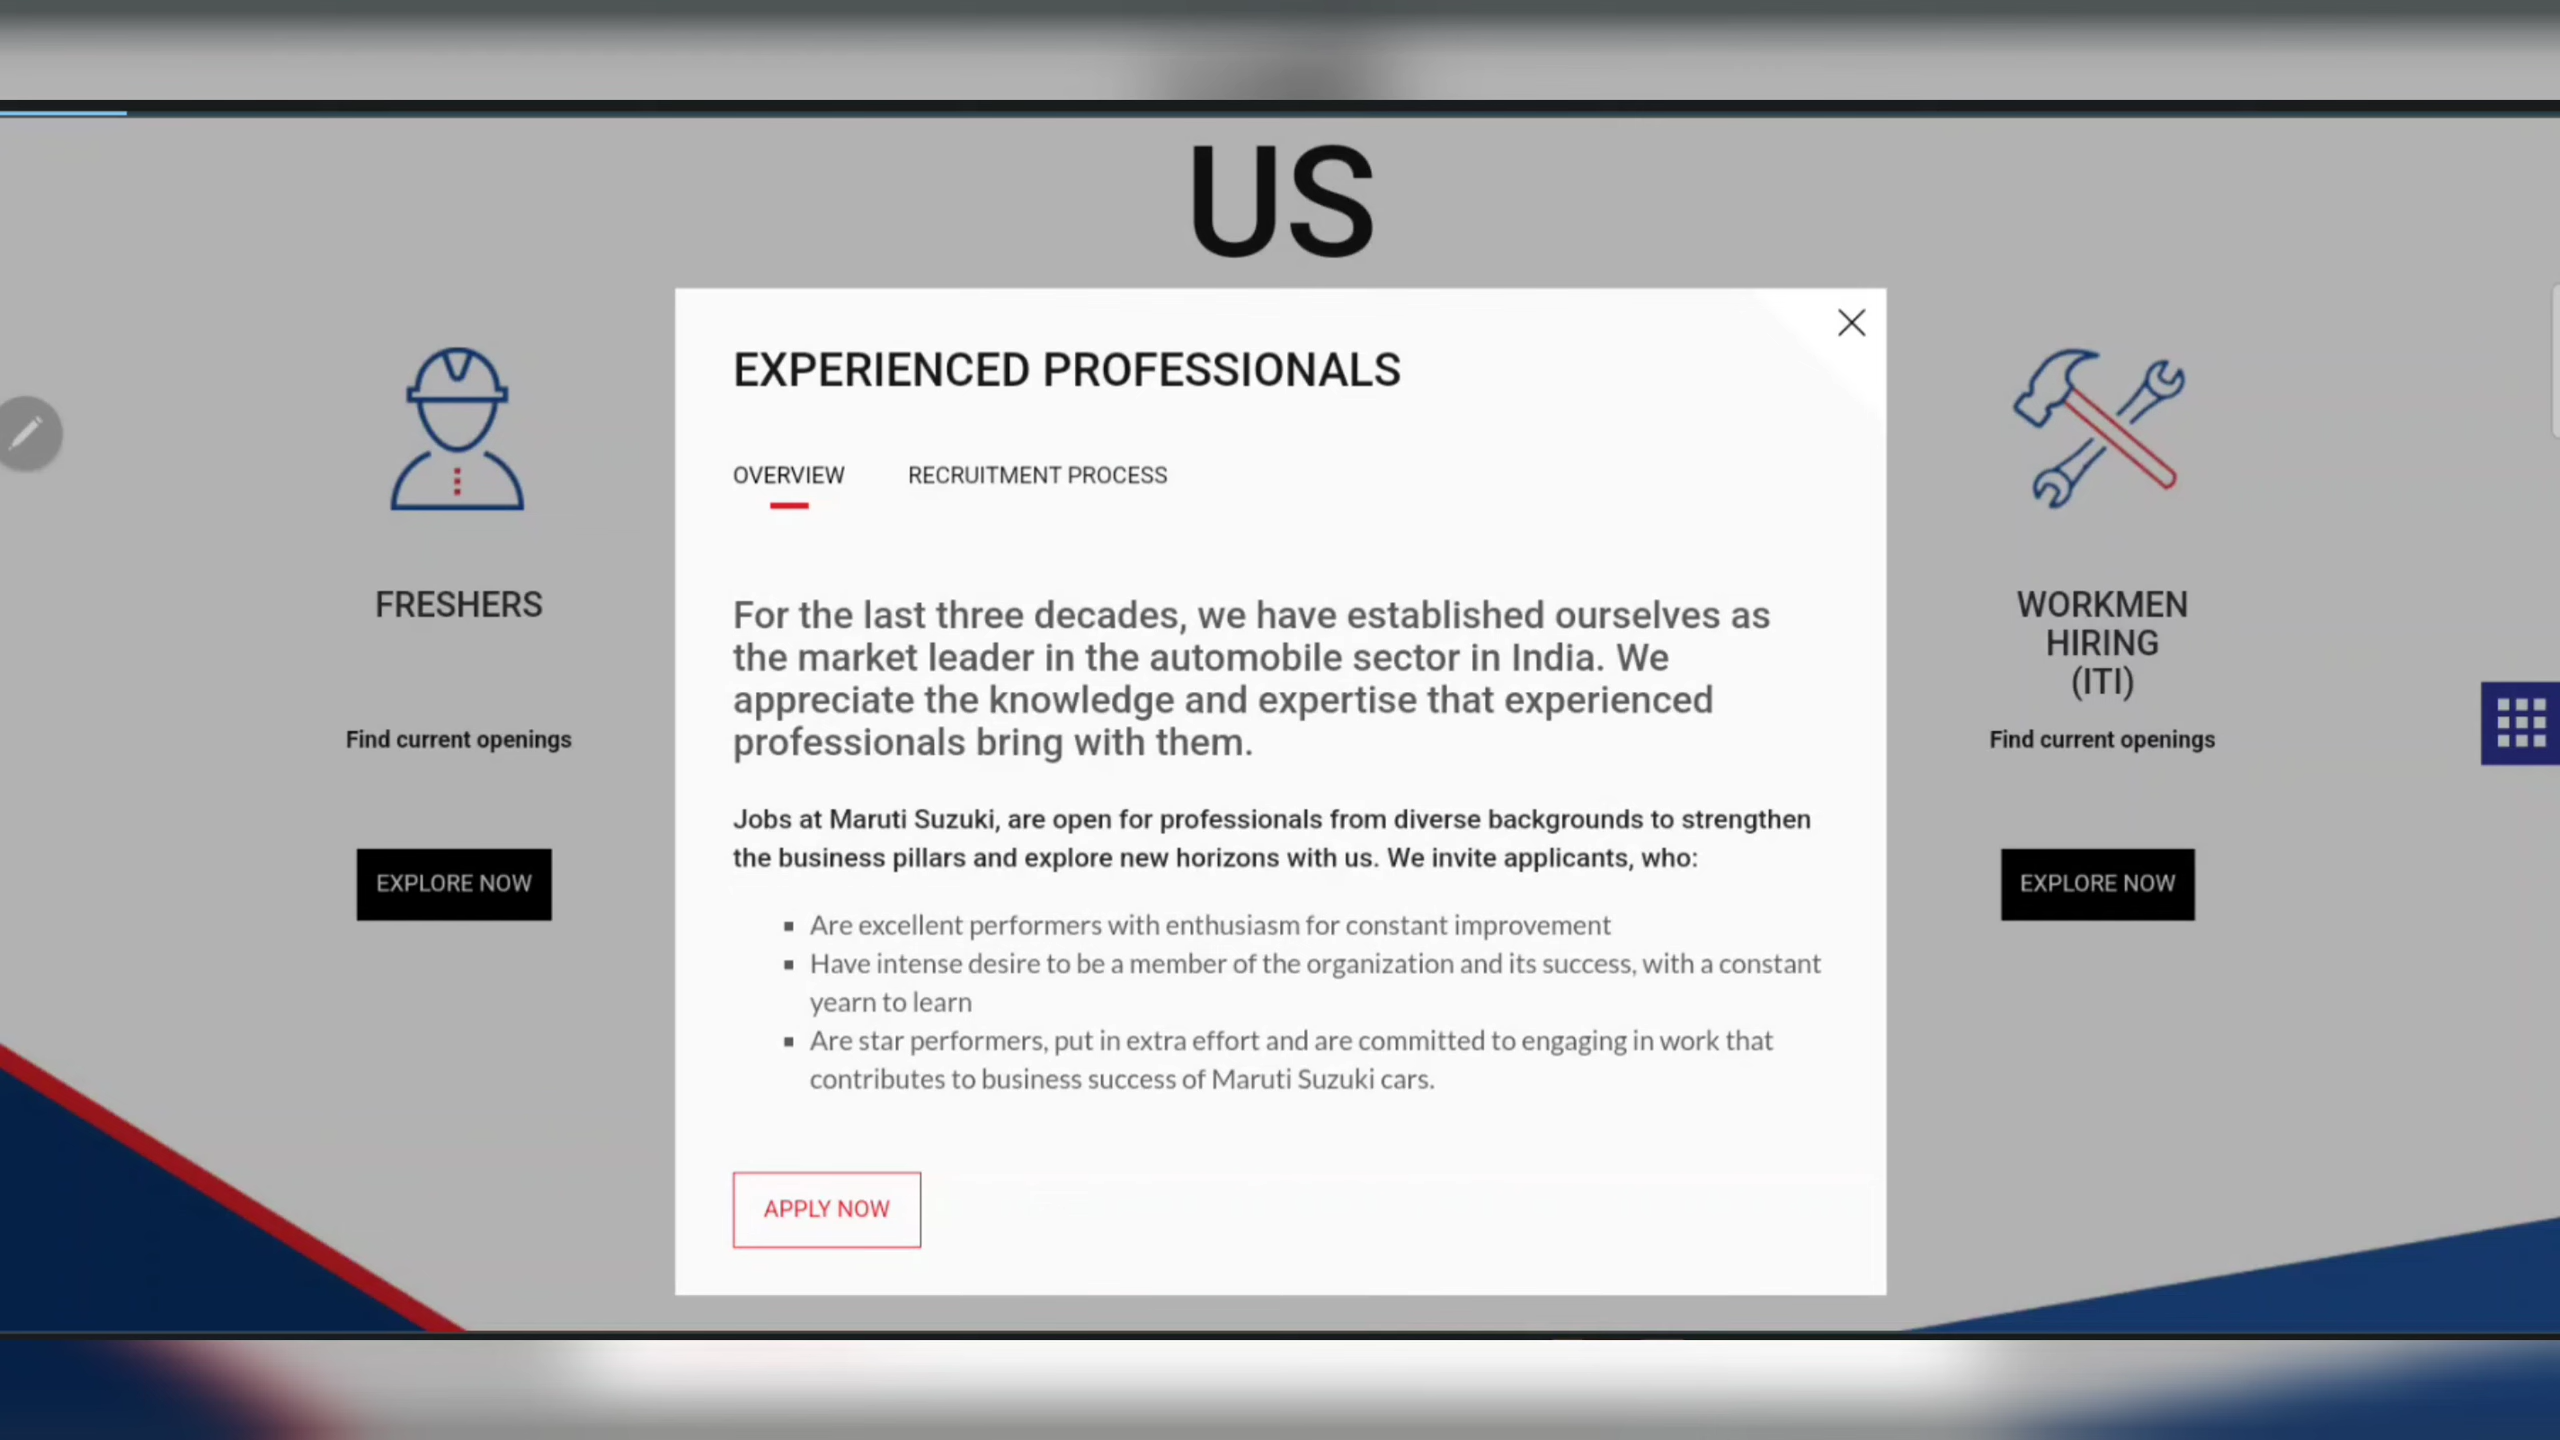 US
EXPERIENCED PROFESSIONALS
OVERVIEW
RECRUITMENT PROCESS
For the last three decades, we have established ourselves as
the market leader in the automobile sector in India. We
appreciate the knowledge and expertise that experienced
professionals bring with them.
Jobs at Maruti Suzuki, are open for professionals from diverse backgrounds to strengthen
the business pillars and explore new horizons with us. We invite applicants, who:
Are excellent performers with enthusiasm for constant improvement
Have intense desire to be a member of the organization and its success, with a constant
yearn to learn
Are star performers, put in extra effort and are committed to engaging in work that
contributes to business success of Maruti Suzuki cars.
APPLY NOW
FRESHERS
Find current openings
EXPLORE NOW
WORKMEN
HIRING
(ITI)
Find current openings
EXPLORE NOW